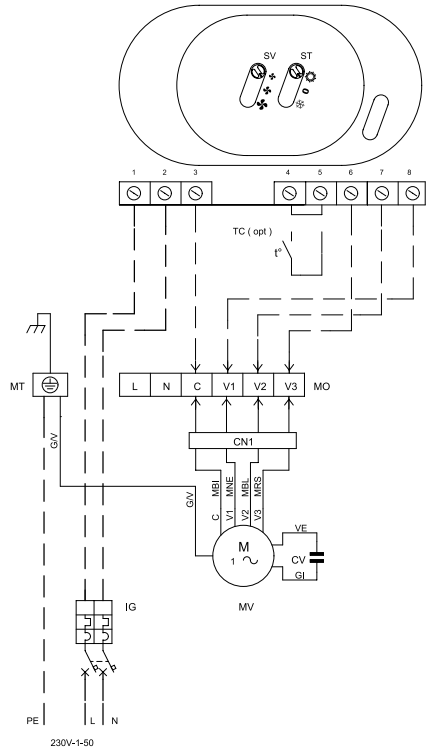 SV ST
1 2 3 4 5 6 7 8
TC ( opt )
t°
MT
L N C V1 V2 V3 MO
G/V
CN1
G/V
C MBI
V1 MNE
V2 MBL
V3 MRS
M
1
VE
CV
GI
MV
IG
PE L N
230V-1-50